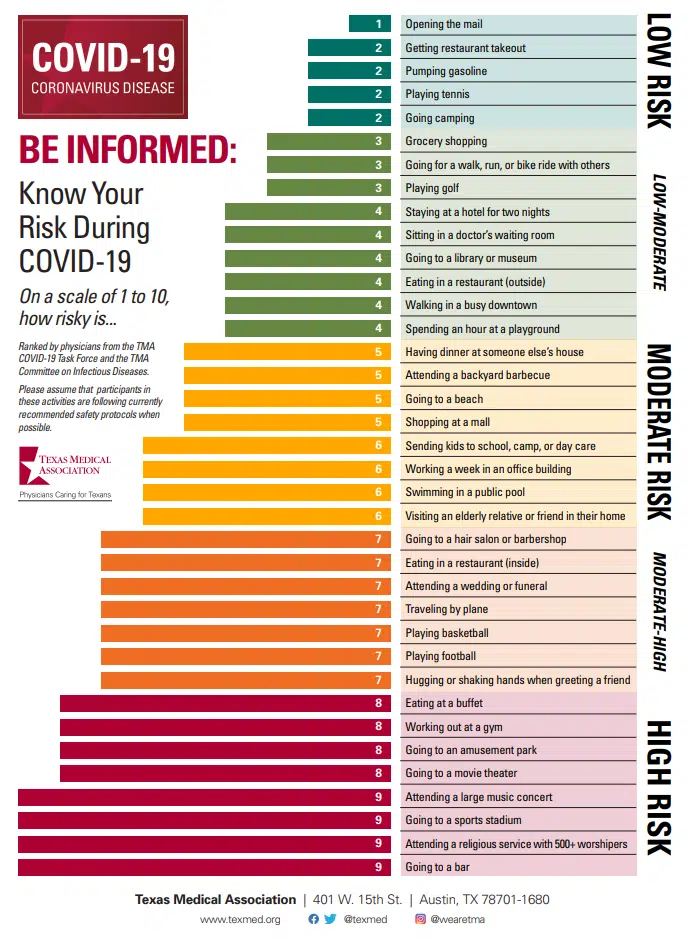 COVID-19
CORONAVIRUS DISEASE
BE INFORMED:
Know Your
Risk During
COVID-19
On a scale of 1 to 10,
how risky is...
Ranked by physicians from the TMA
COVID-19 Task Force and the TMA
Committee on Infectious Diseases.
Please assume that participants in
these activities are following currently
recommended safety protocols when
possible.
TEXAS MEDICAL
ASSOCIATION
Physicians Caring for Texans
1 Opening the mail
2 Getting restaurant takeout
2 Pumping gasoline
2 Playing tennis
2 Going camping
3 Grocery shopping
3 Going for a walk, run, or bike ride with others
3 Playing golf
4 Staying at a hotel for two nights
4 Sitting in a doctor's waiting room
4 Going to a library or museum
4 Eating in a restaurant (outside)
4 Walking in a busy downtown
4 Spending an hour at a playground
5 Having dinner at someone else's house
5 Attending a backyard barbecue
5 Going to a beach
5 Shopping at a mall
6 Sending kids to school, camp, or day care
6 Working a week in an office building
6 Swimming in a public pool
6 Visiting an elderly relative or friend in their home
7 Going to a hair salon or barbershop
7 Eating in a restaurant (inside)
7 Attending a wedding or funeral
7 Traveling by plane
7 Playing basketball
7 Playing football
7 Hugging or shaking hands when greeting a friend
8 Eating at a buffet
8 Working out at a gym
8 Going to an amusement park
8 Going to a movie theater
9 Attending a large music concert
9 Going to a sports stadium
9 Attending a religious service with 500+ worshipers
9 Going to a bar
LOW RISK
LOW-MODERATE
MODERATE RISK
MODERATE-HIGH
HIGH RISK
Texas Medical Association | 401 W. 15th St. | Austin, TX 78701-1680
www.texmed.org @texmed @wearetma